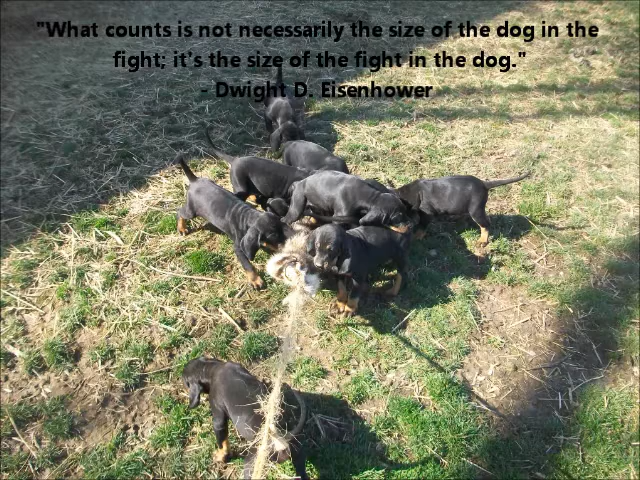 "What counts is not necessarily the size of the dog in the
fight; it's the size of the fight in the dog."
- Dwight D. Eisenhower